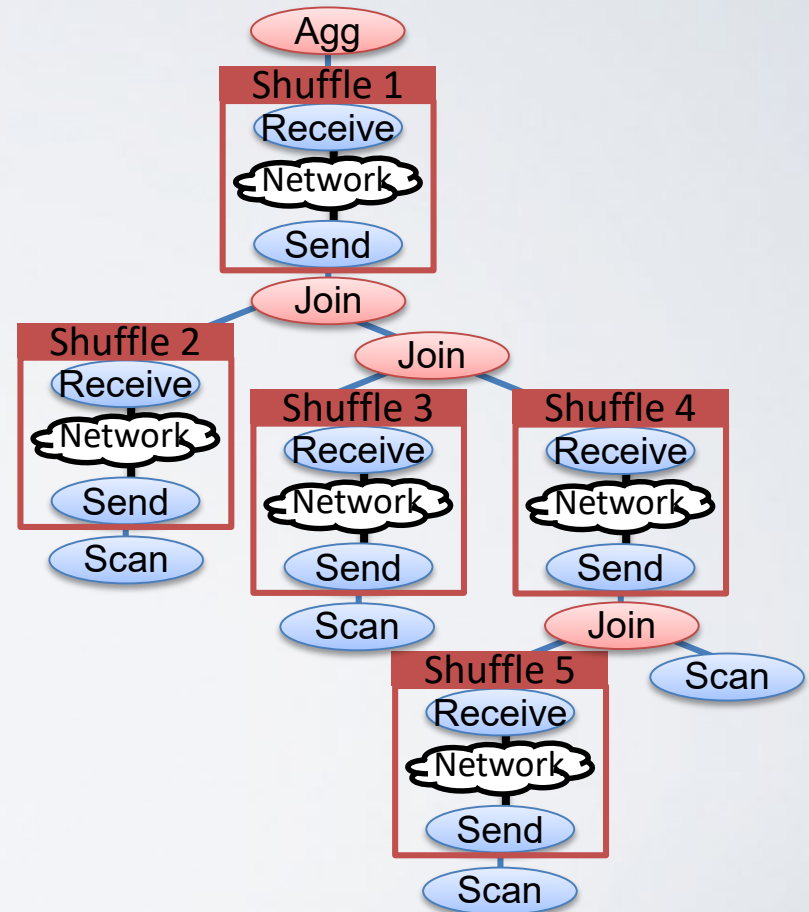 Agg
Shuffle 1
Receive
Network
Send
Join
Shuffle 2
Receive
Network
Send
Scan
Join
Shuffle 3
Receive
Network
Send
Scan
Shuffle 4
Receive
Network
Send
Join
Shuffle 5
Receive
Network
Send
Scan
Scan